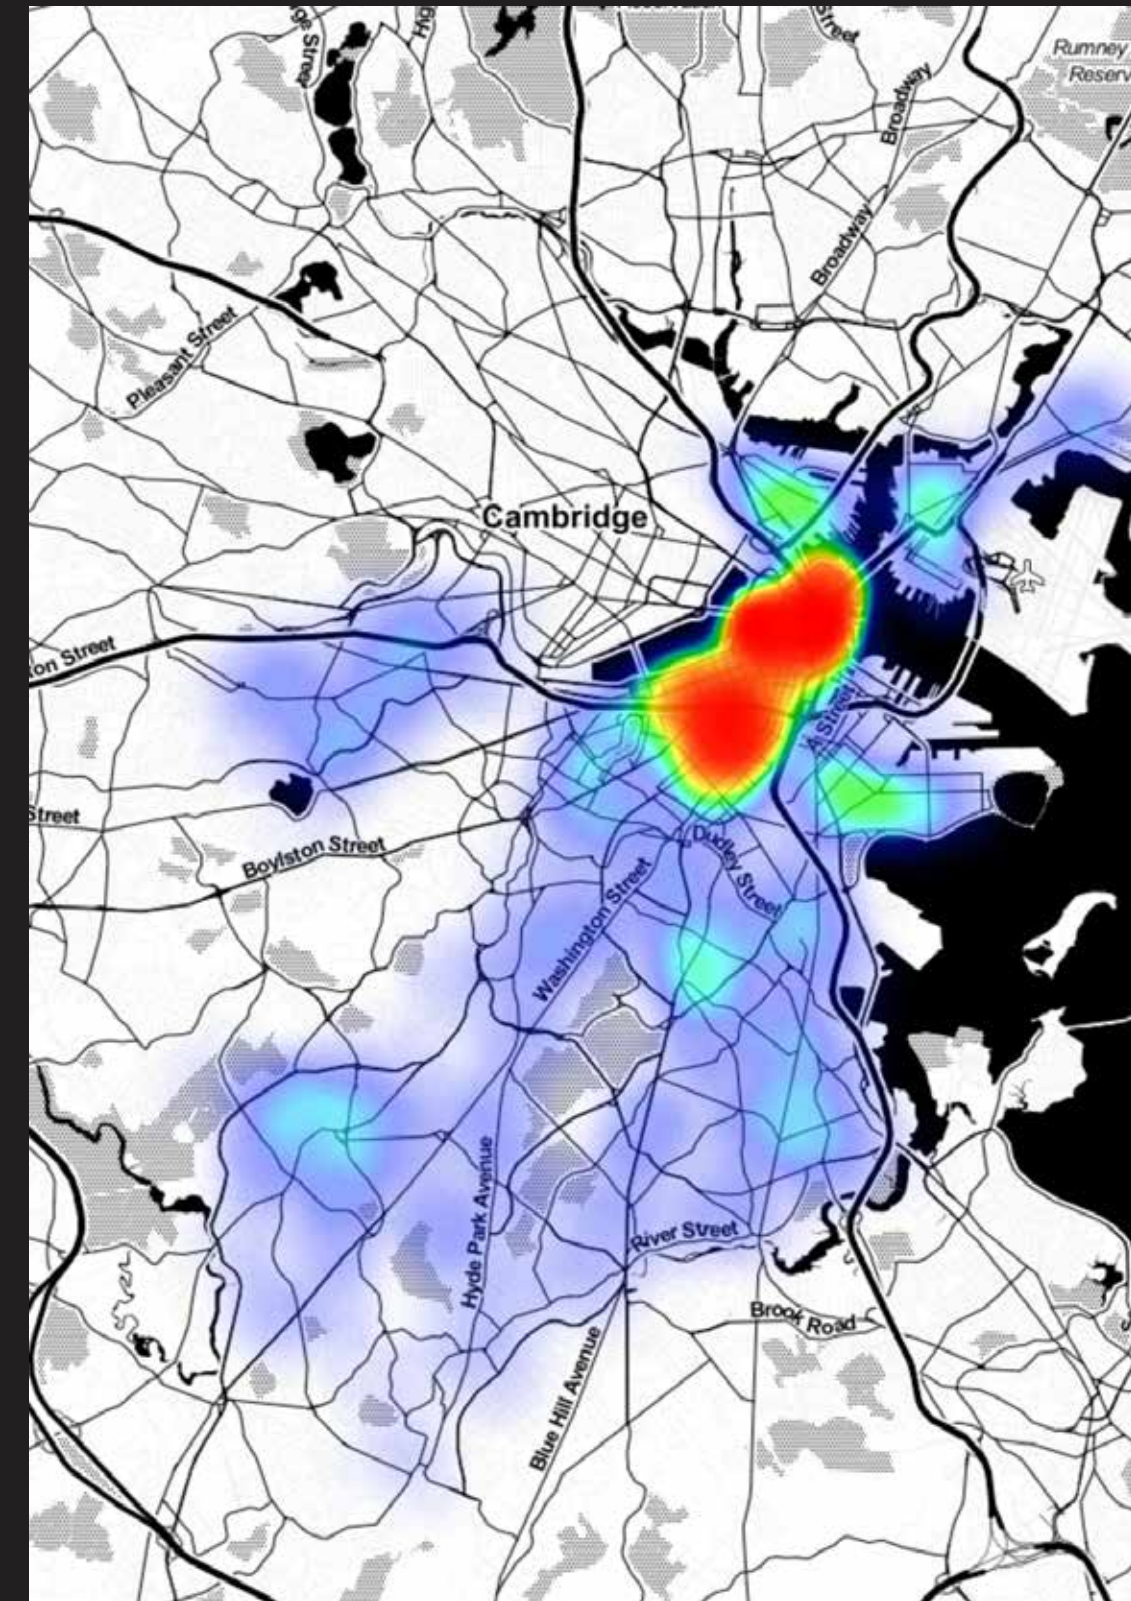 Street
Rumney
Reserv
Broadway
Broadway
Pleasant Street
Cambridge
ton Street
A Street
Street
Boylston Street
Dudley Street
Washington Street
Hyde Park Avenue
River Street
Brook Road
Blue Hill Avenue